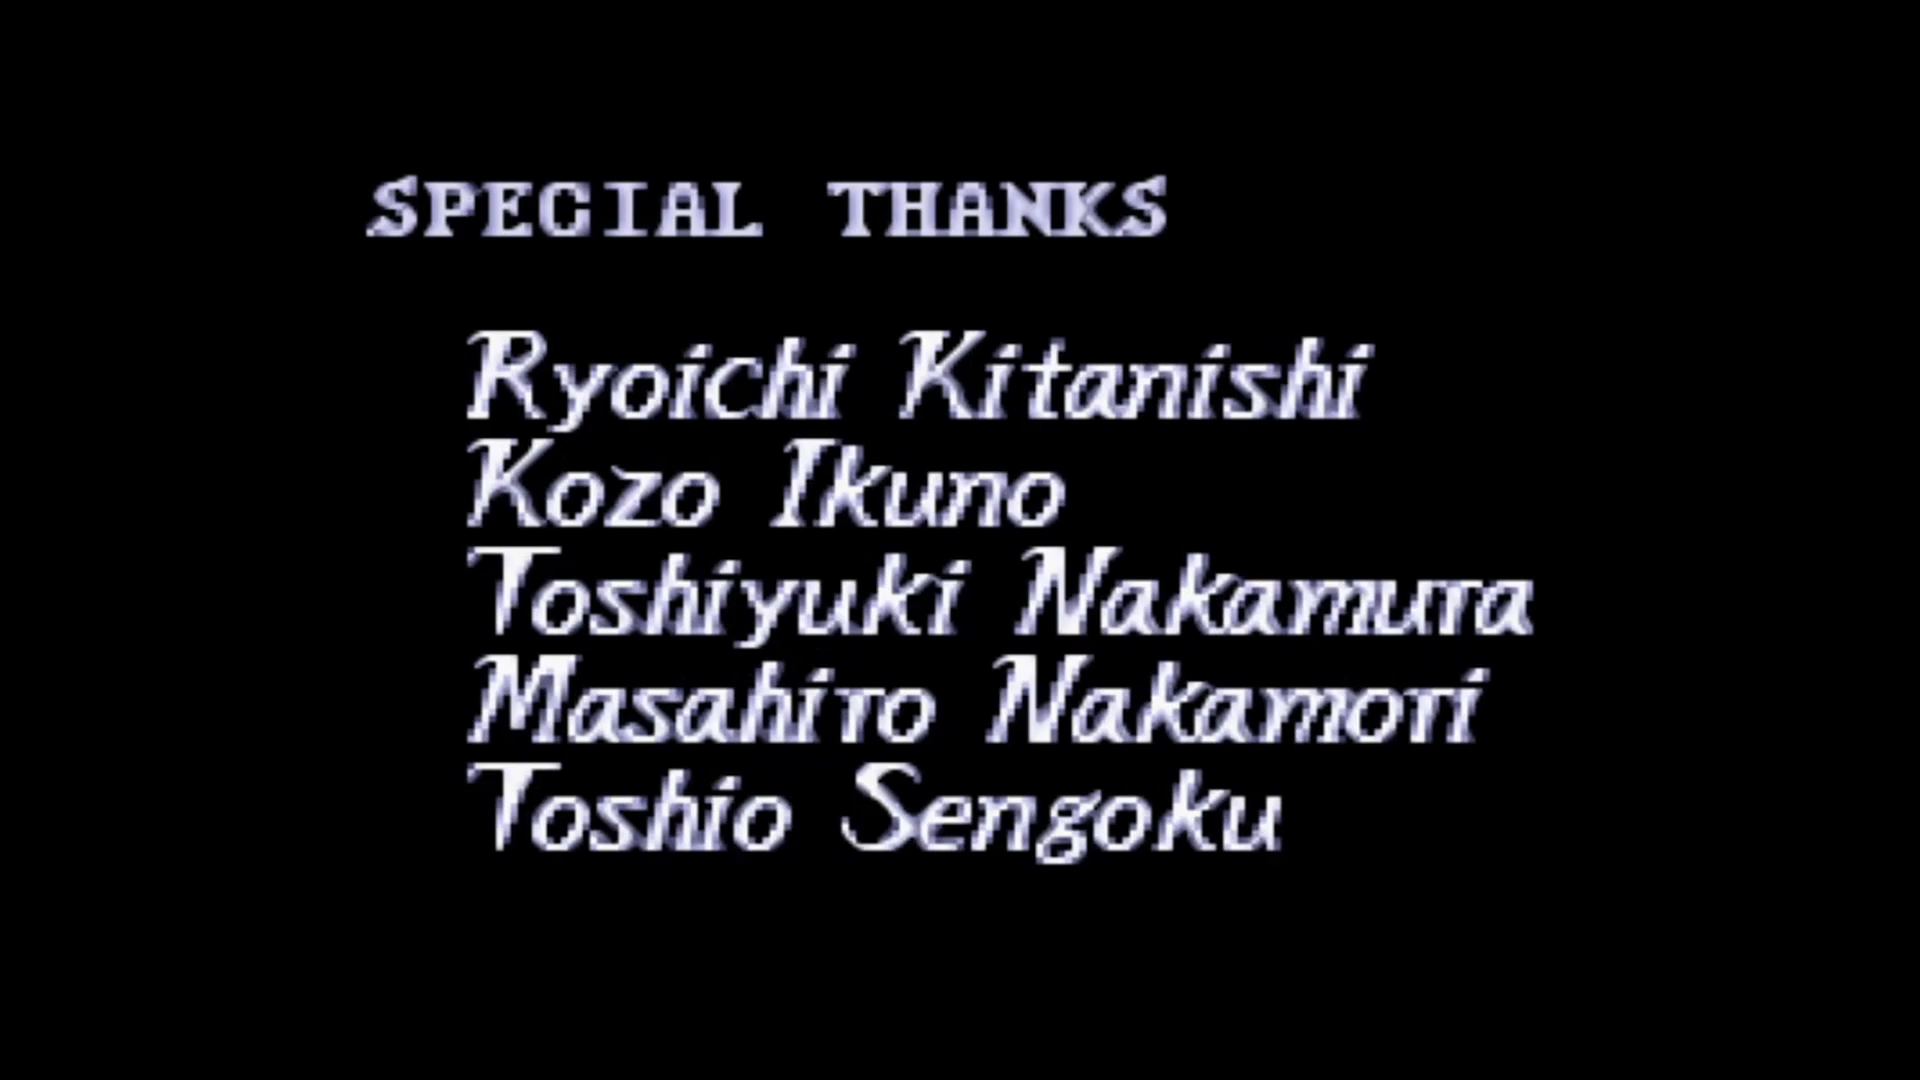 SPECIAL THANKS
Ryoichi Kitanishi
Kozo Ikuno
Toshiyuki Nakamura
Masahiro Nakamori
Toshio Sengoku